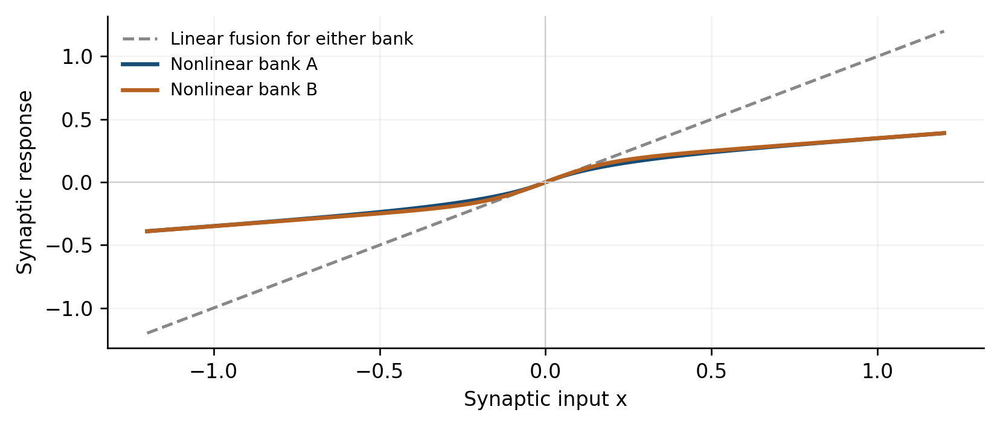 Linear fusion for either bank
Nonlinear bank A
Nonlinear bank B
Synaptic response
1.0
0.5
0.0
−0.5
−1.0
−1.0 −0.5 0.0 0.5 1.0
Synaptic input x